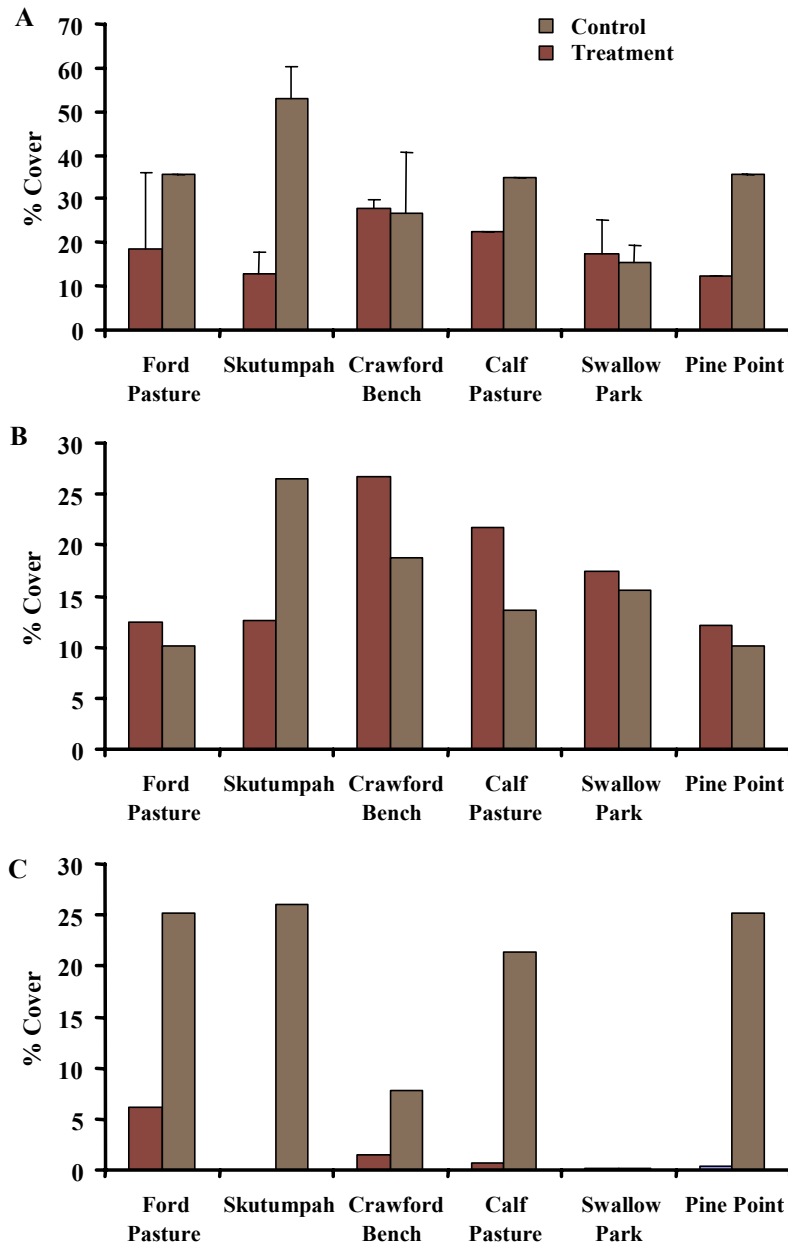 A
70
60
50
40
30
20
10
0
% Cover
Control
Treatment
Ford Pasture
Skutumpah
Crawford Bench
Calf Pasture
Swallow Park
Pine Point
B
30
25
20
15
10
5
0
% Cover
Ford Pasture
Skutumpah
Crawford Bench
Calf Pasture
Swallow Park
Pine Point
C
30
25
20
15
10
5
0
% Cover
Ford Pasture
Skutumpah
Crawford Bench
Calf Pasture
Swallow Park
Pine Point